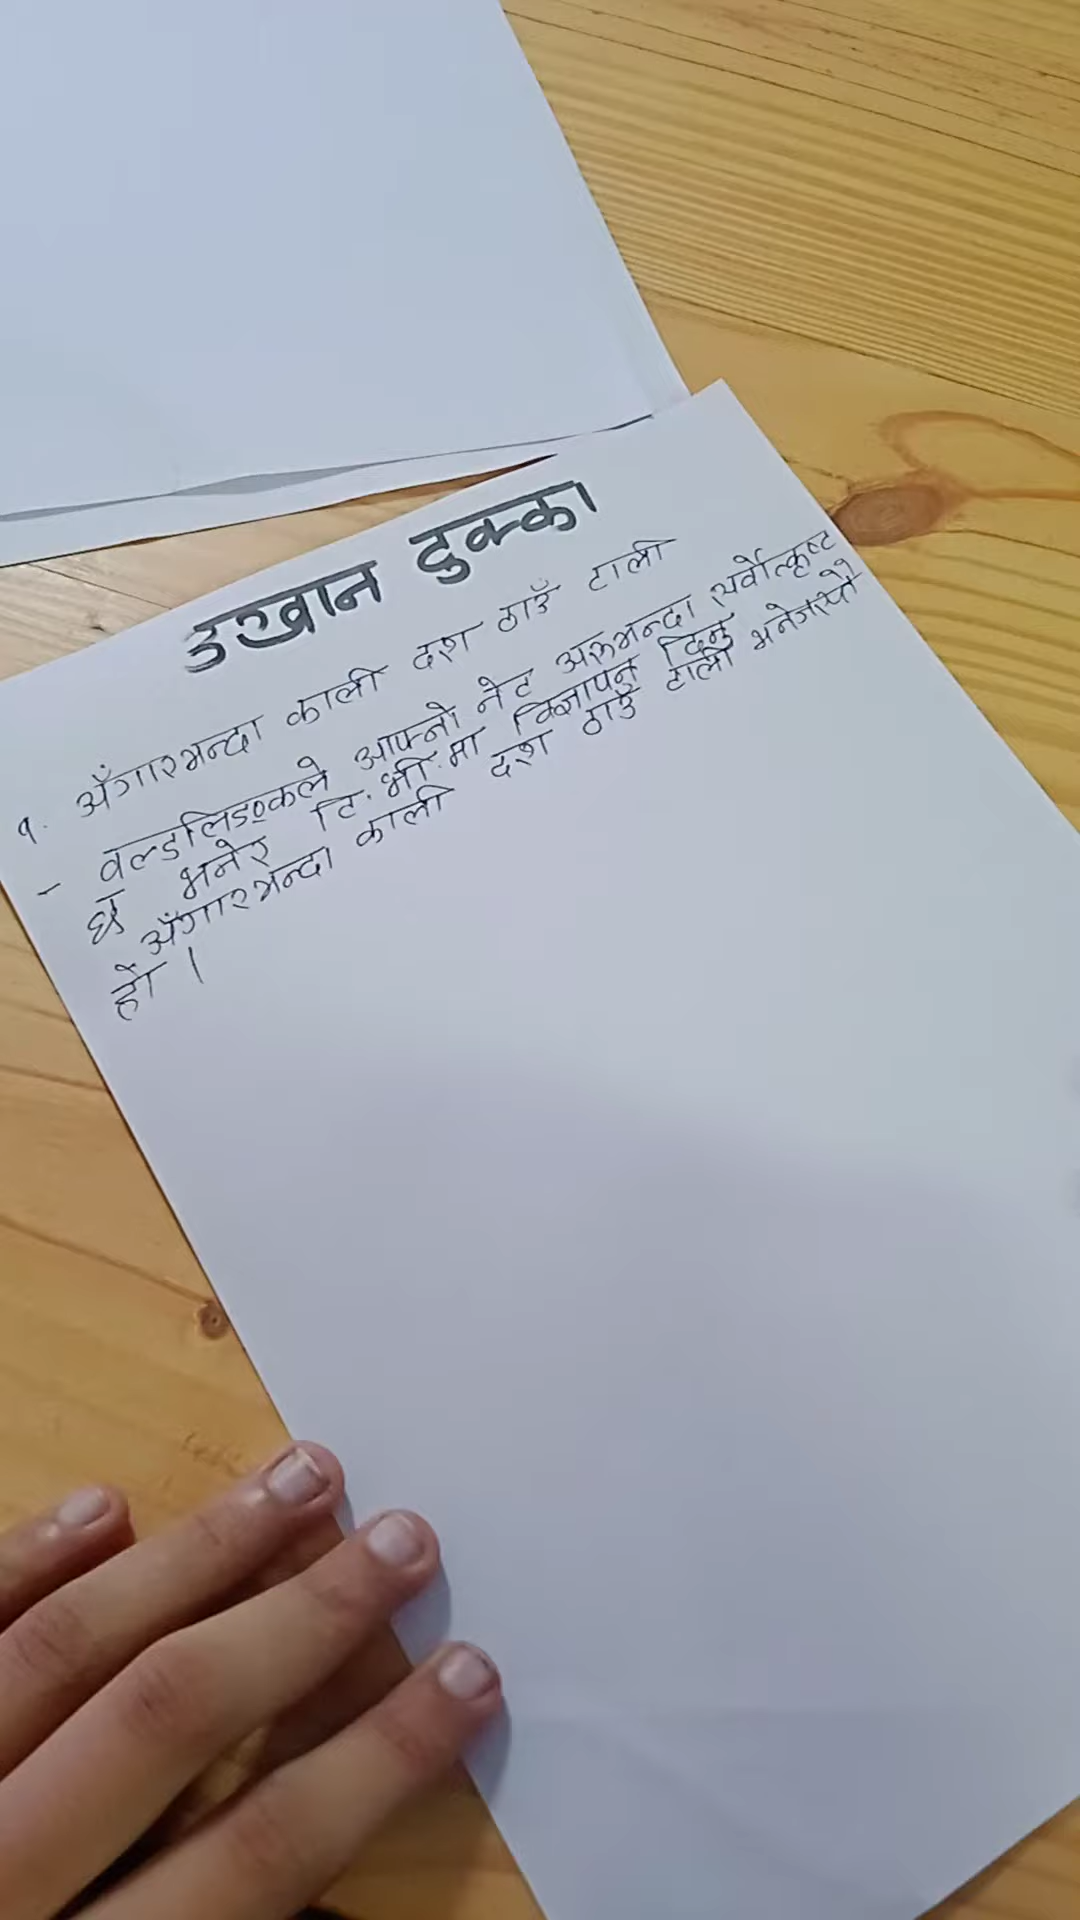 उखान टुक्का
१. अँगारभन्दा काली दश ठाउँ टाली
- वल्डलिङ्कले आफ्नो नेट अरुभन्दा सर्वोत्कृष्ट
छ भनेर टि.भी.मा विज्ञापन दिनु
अँगारभन्दा काली दश ठाउँ टाली भनेजस्तै
हो ।